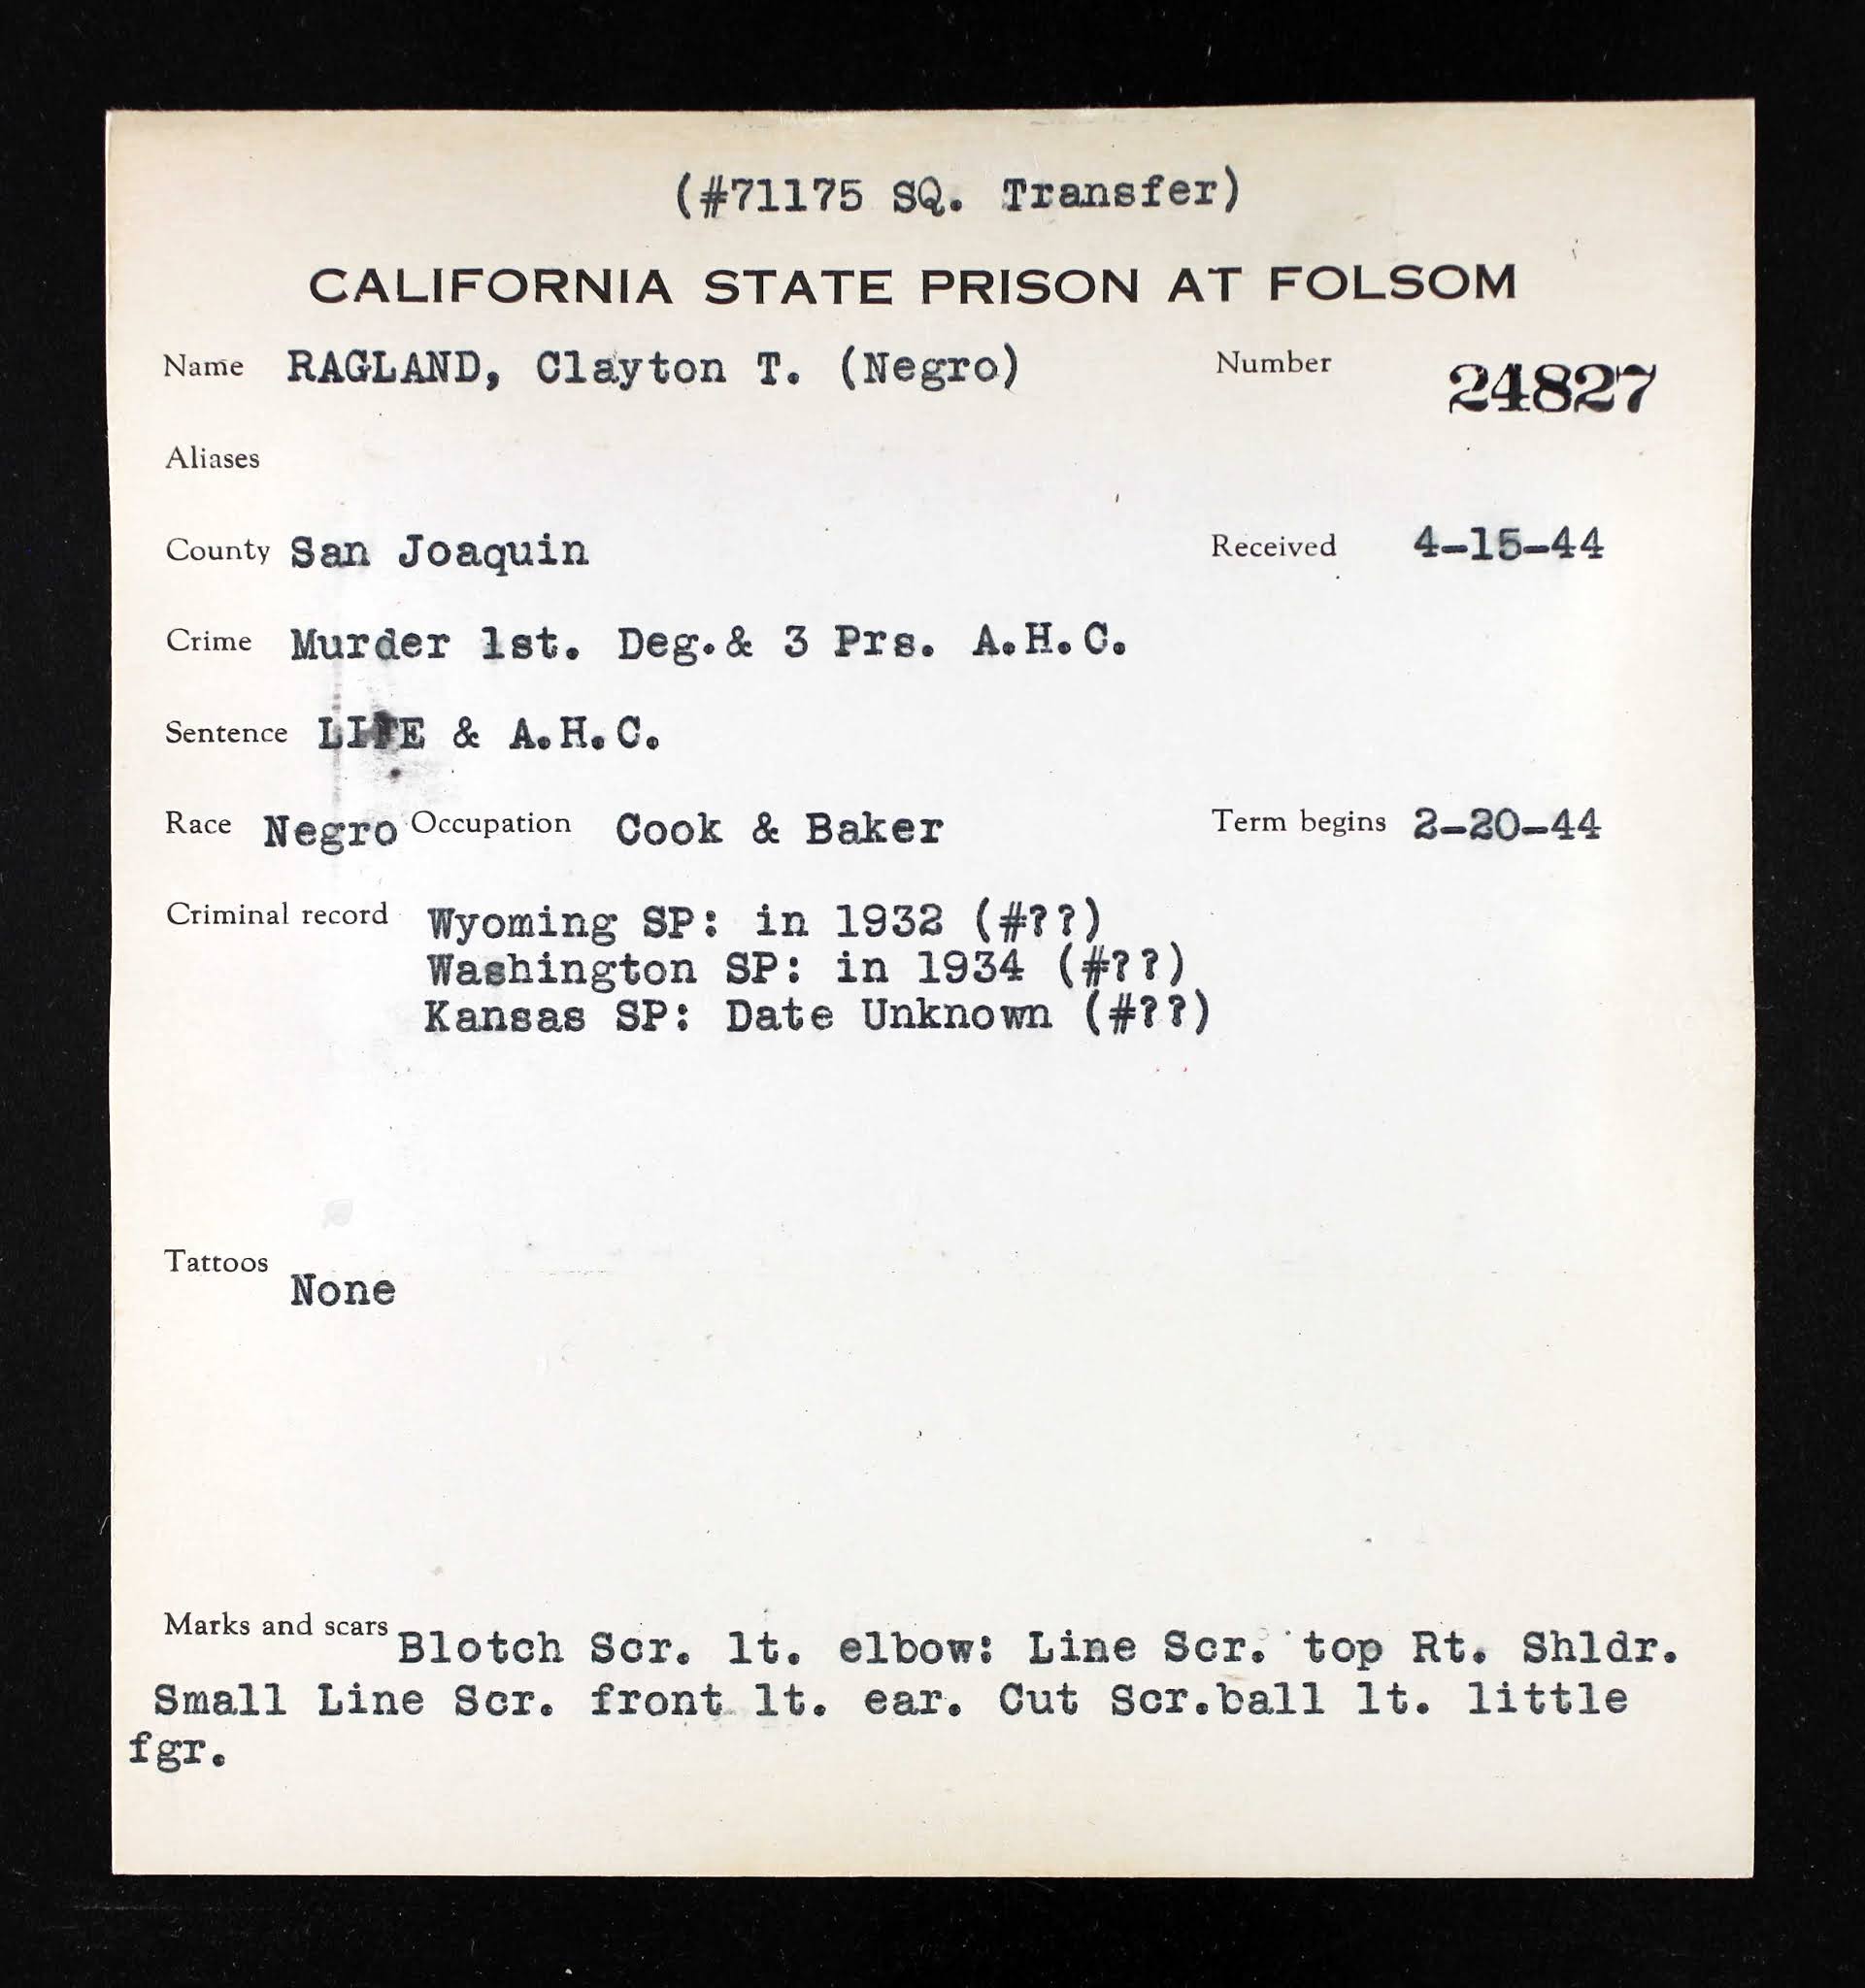 (#71175 SQ. Transfer)
CALIFORNIA STATE PRISON AT FOLSOM
Name RAGLAND, Clayton T. (Negro) Number 24827
Aliases
County San Joaquin Received 4-15-44
Crime Murder 1st. Deg.& 3 Prs. A.H.C.
Sentence LIFE & A.H.C.
Race Negro Occupation Cook & Baker Term begins 2-20-44
Criminal record Wyoming SP: in 1932 (#??)
Washington SP: in 1934 (#??)
Kansas SP: Date Unknown (#??)
Tattoos None
Marks and scars Blotch Scr. lt. elbow: Line Scr. top Rt. Shldr.
Small Line Scr. front lt. ear. Cut Scr.ball lt. little
fgr.